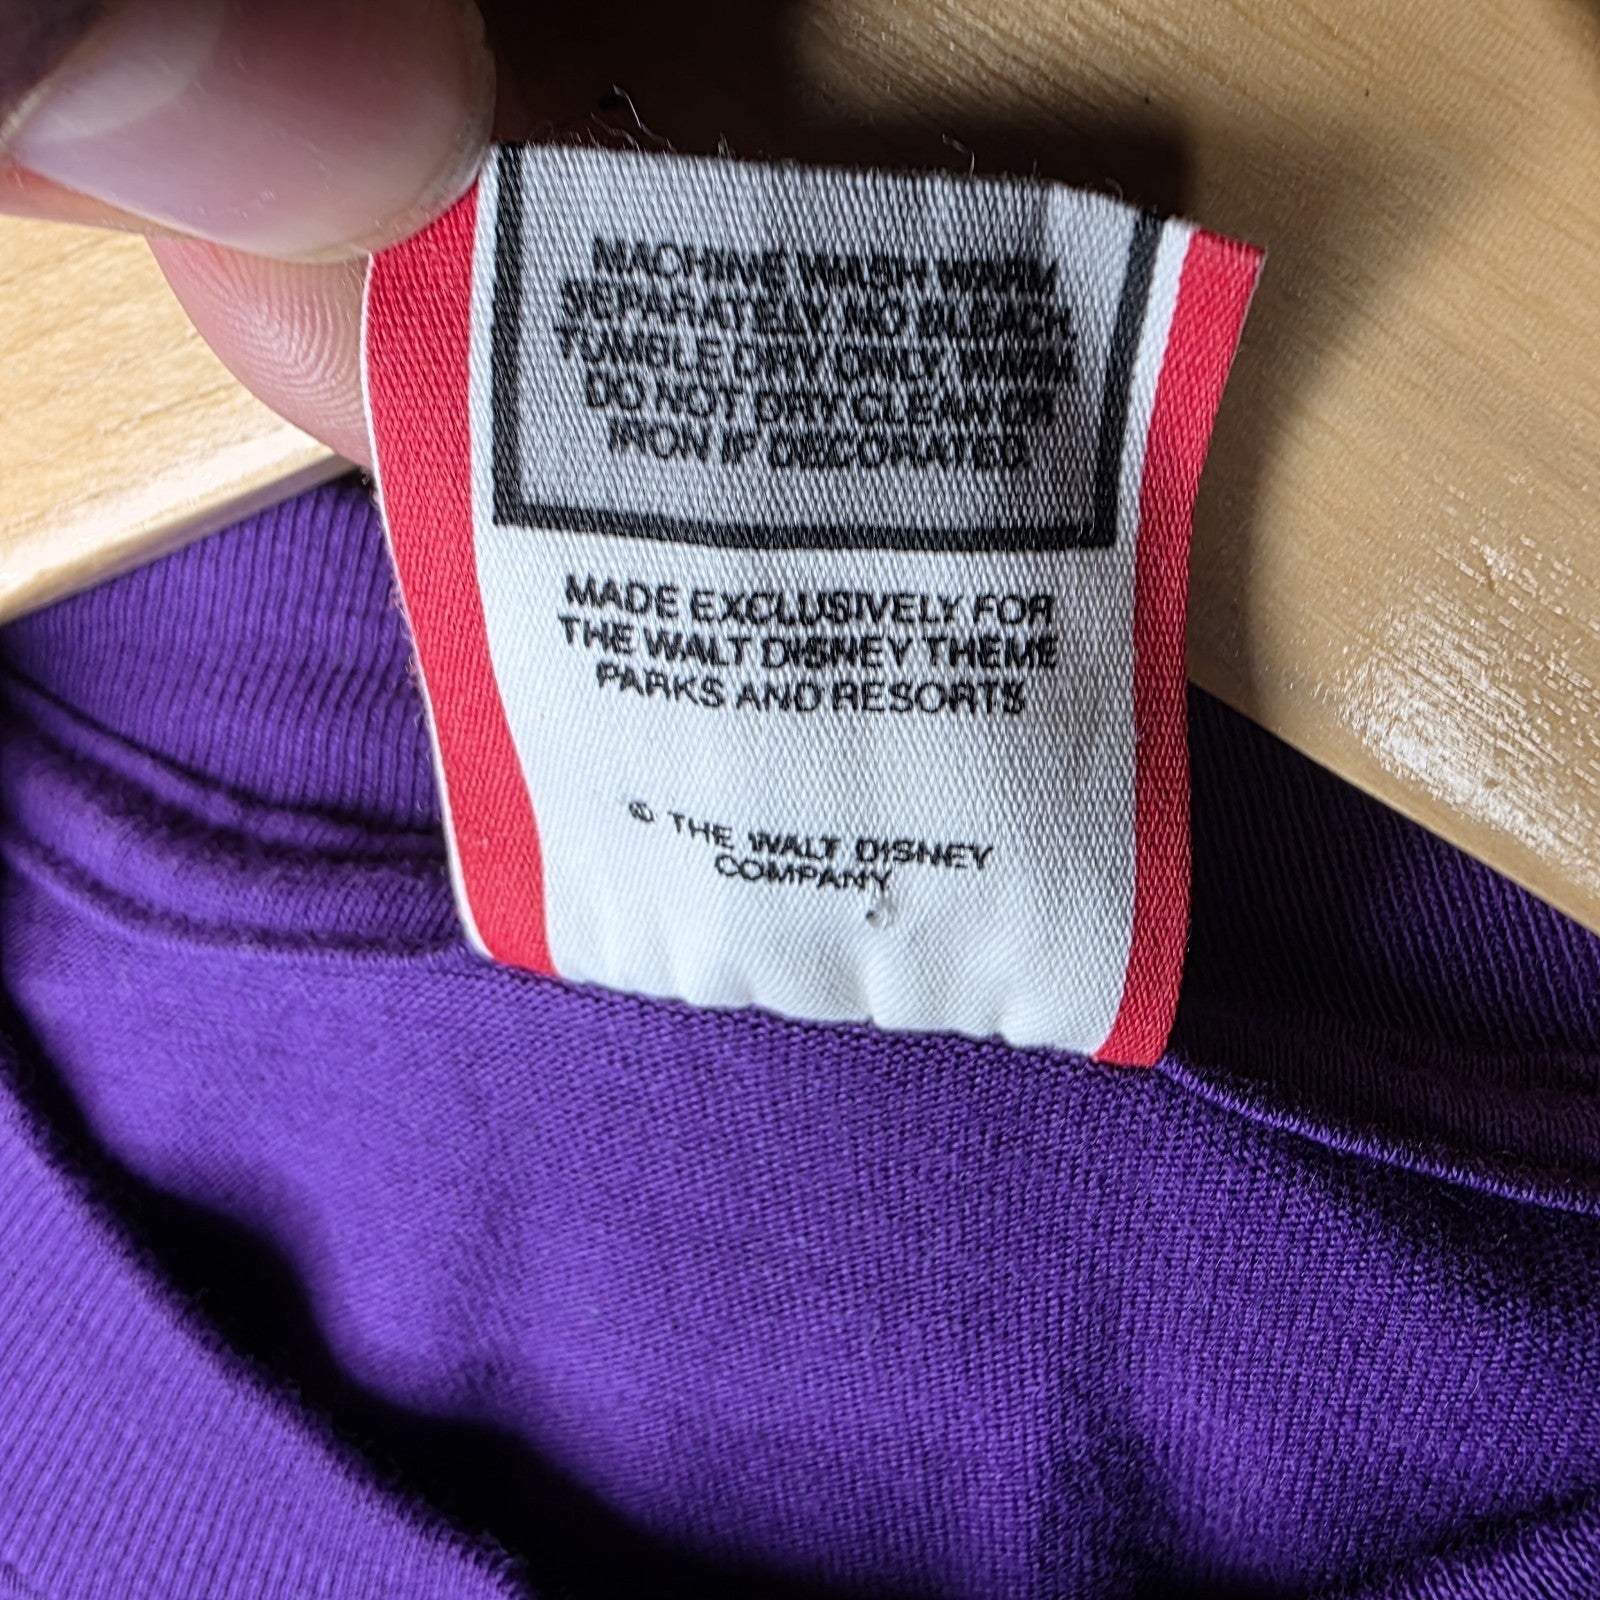 MACHINE WASH WARM
SEPARATELY. NO BLEACH
TUMBLE DRY. ONLY WARM
DO NOT DRY CLEAN OR
IRON IF DECORATED.
MADE EXCLUSIVELY FOR
THE WALT DISNEY THEME
PARKS AND RESORTS
© THE WALT DISNEY
COMPANY